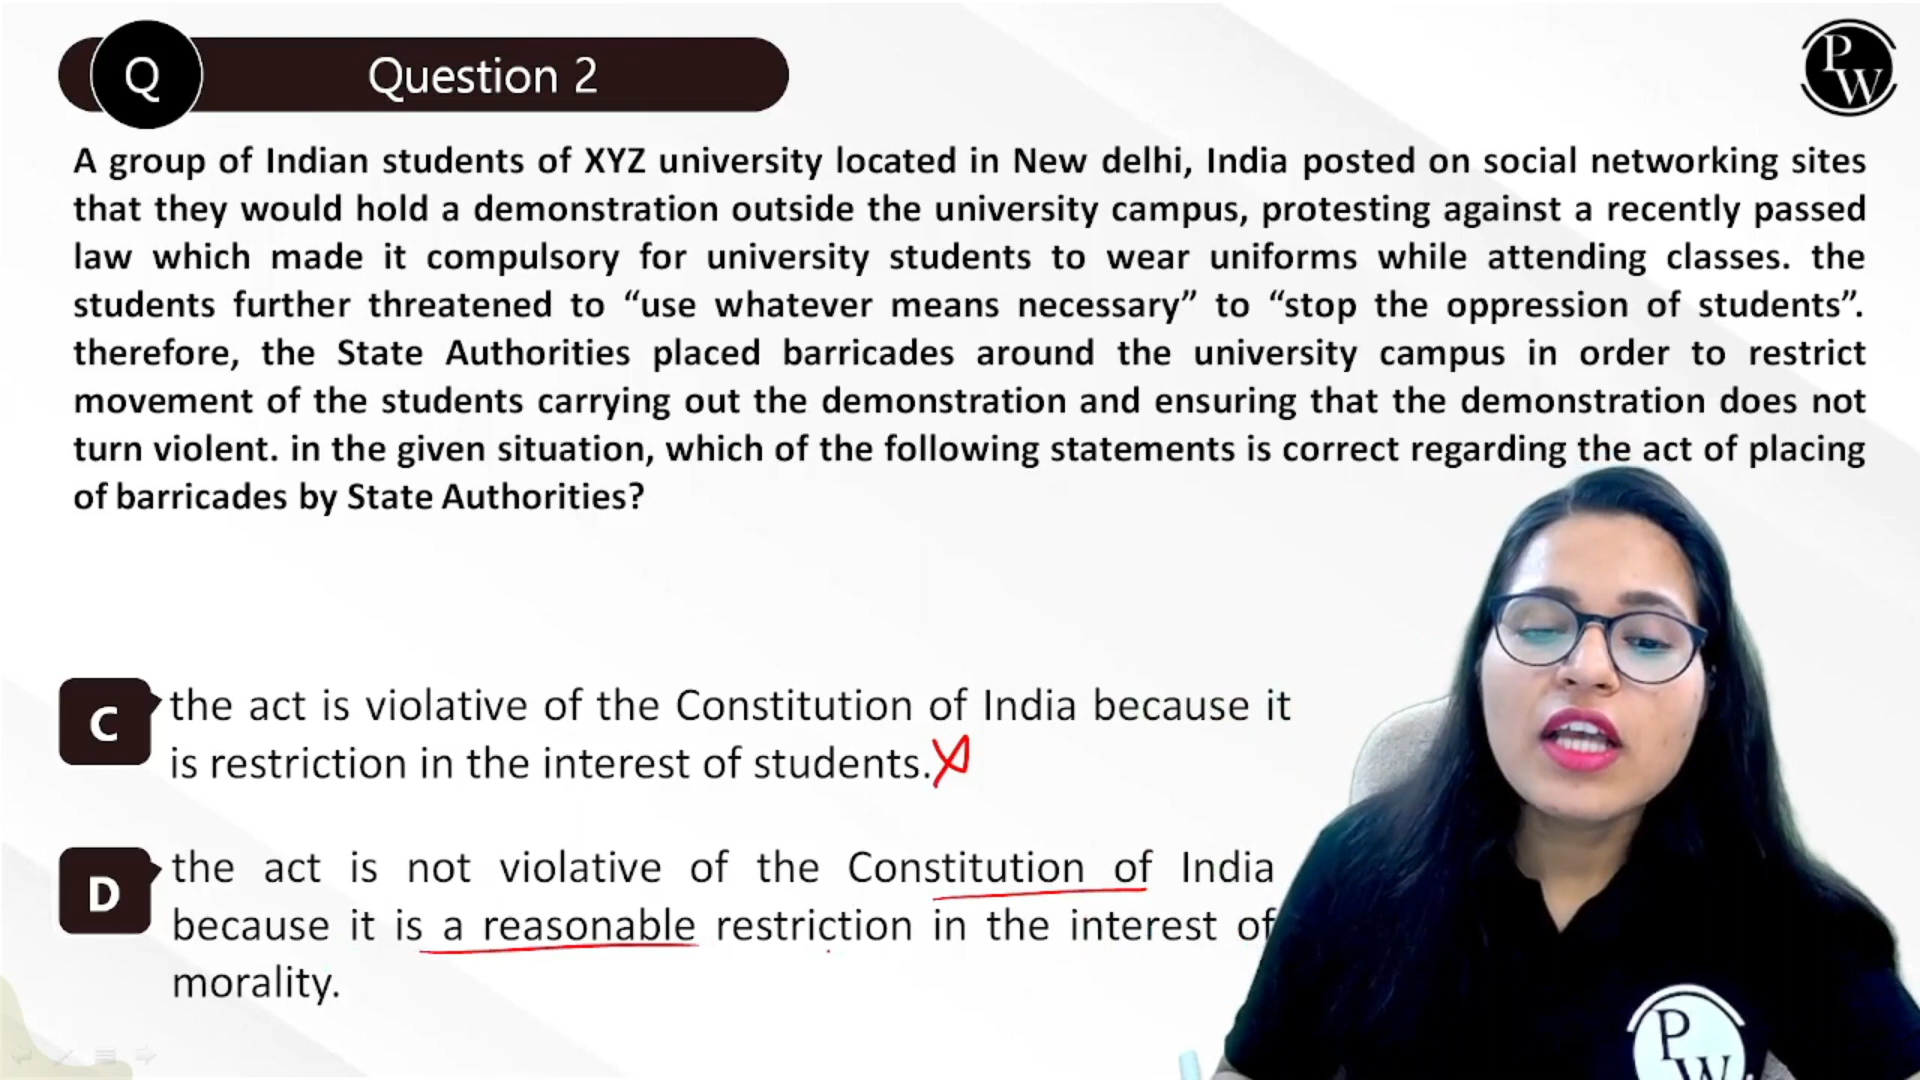 Q
Question 2
P
W
A group of Indian students of XYZ university located in New delhi, India posted on social networking sites
that they would hold a demonstration outside the university campus, protesting against a recently passed
law which made it compulsory for university students to wear uniforms while attending classes. the
students further threatened to “use whatever means necessary” to “stop the oppression of students”.
therefore, the State Authorities placed barricades around the university campus in order to restrict
movement of the students carrying out the demonstration and ensuring that the demonstration does not
turn violent. in the given situation, which of the following statements is correct regarding the act of placing
of barricades by State Authorities?
C
the act is violative of the Constitution of India because it
is restriction in the interest of students.
D
the act is not violative of the Constitution of India
because it is a reasonable restriction in the interest of
morality.
P
W